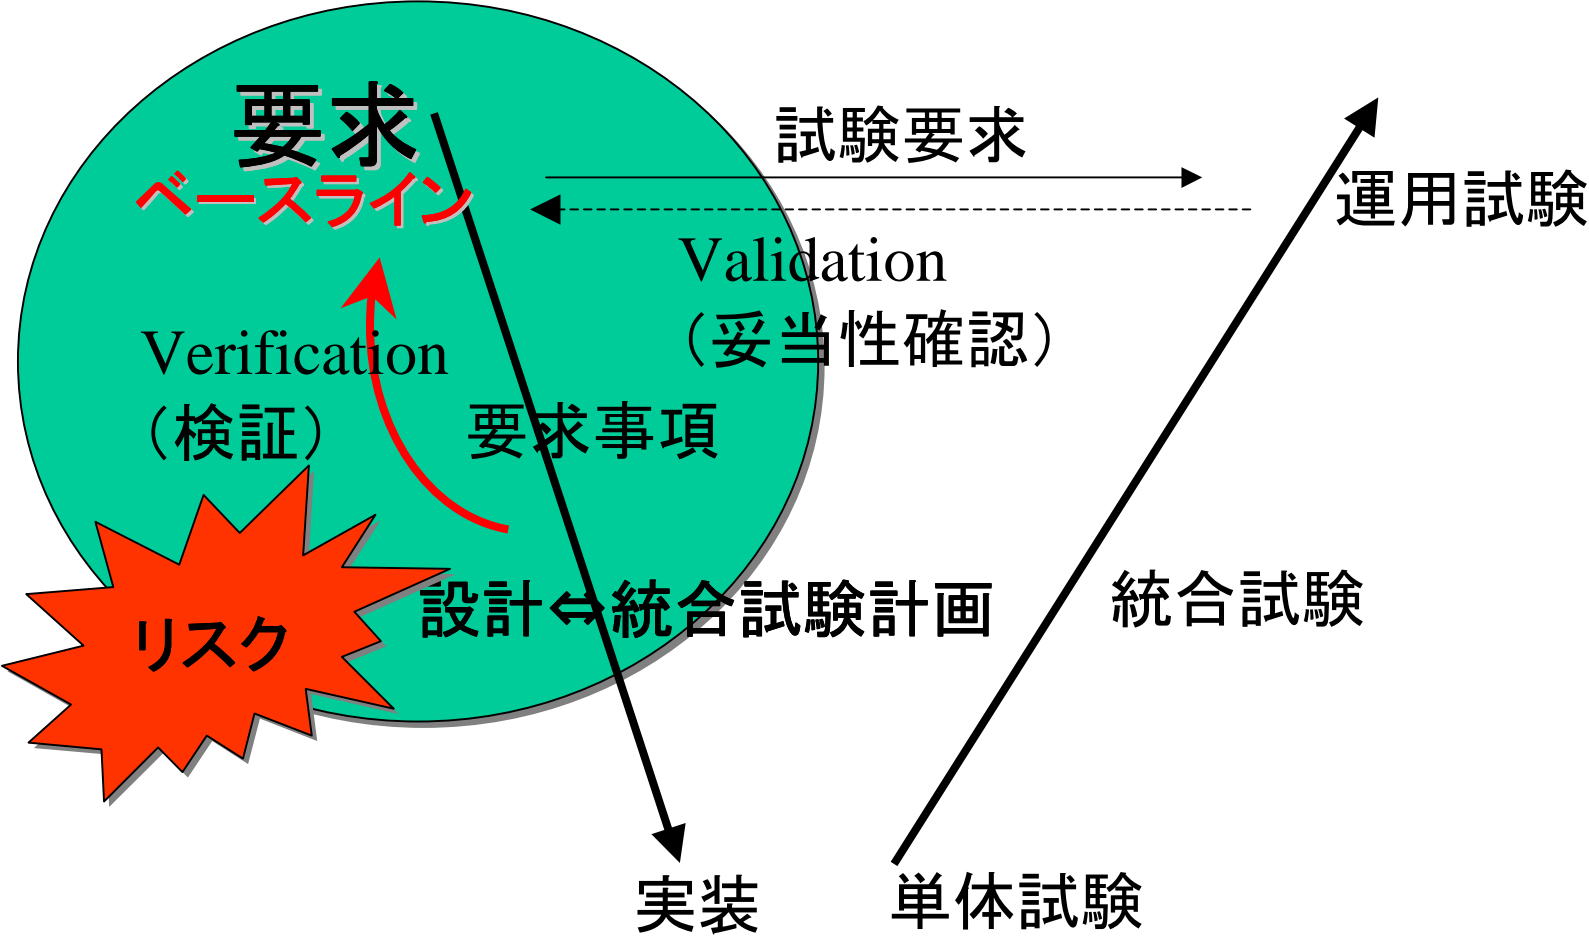 要求
ベースライン
試験要求
運用試験
Validation
（妥当性確認）
Verification
（検証）
要求事項
設計⇔統合試験計画
統合試験
リスク
実装
単体試験